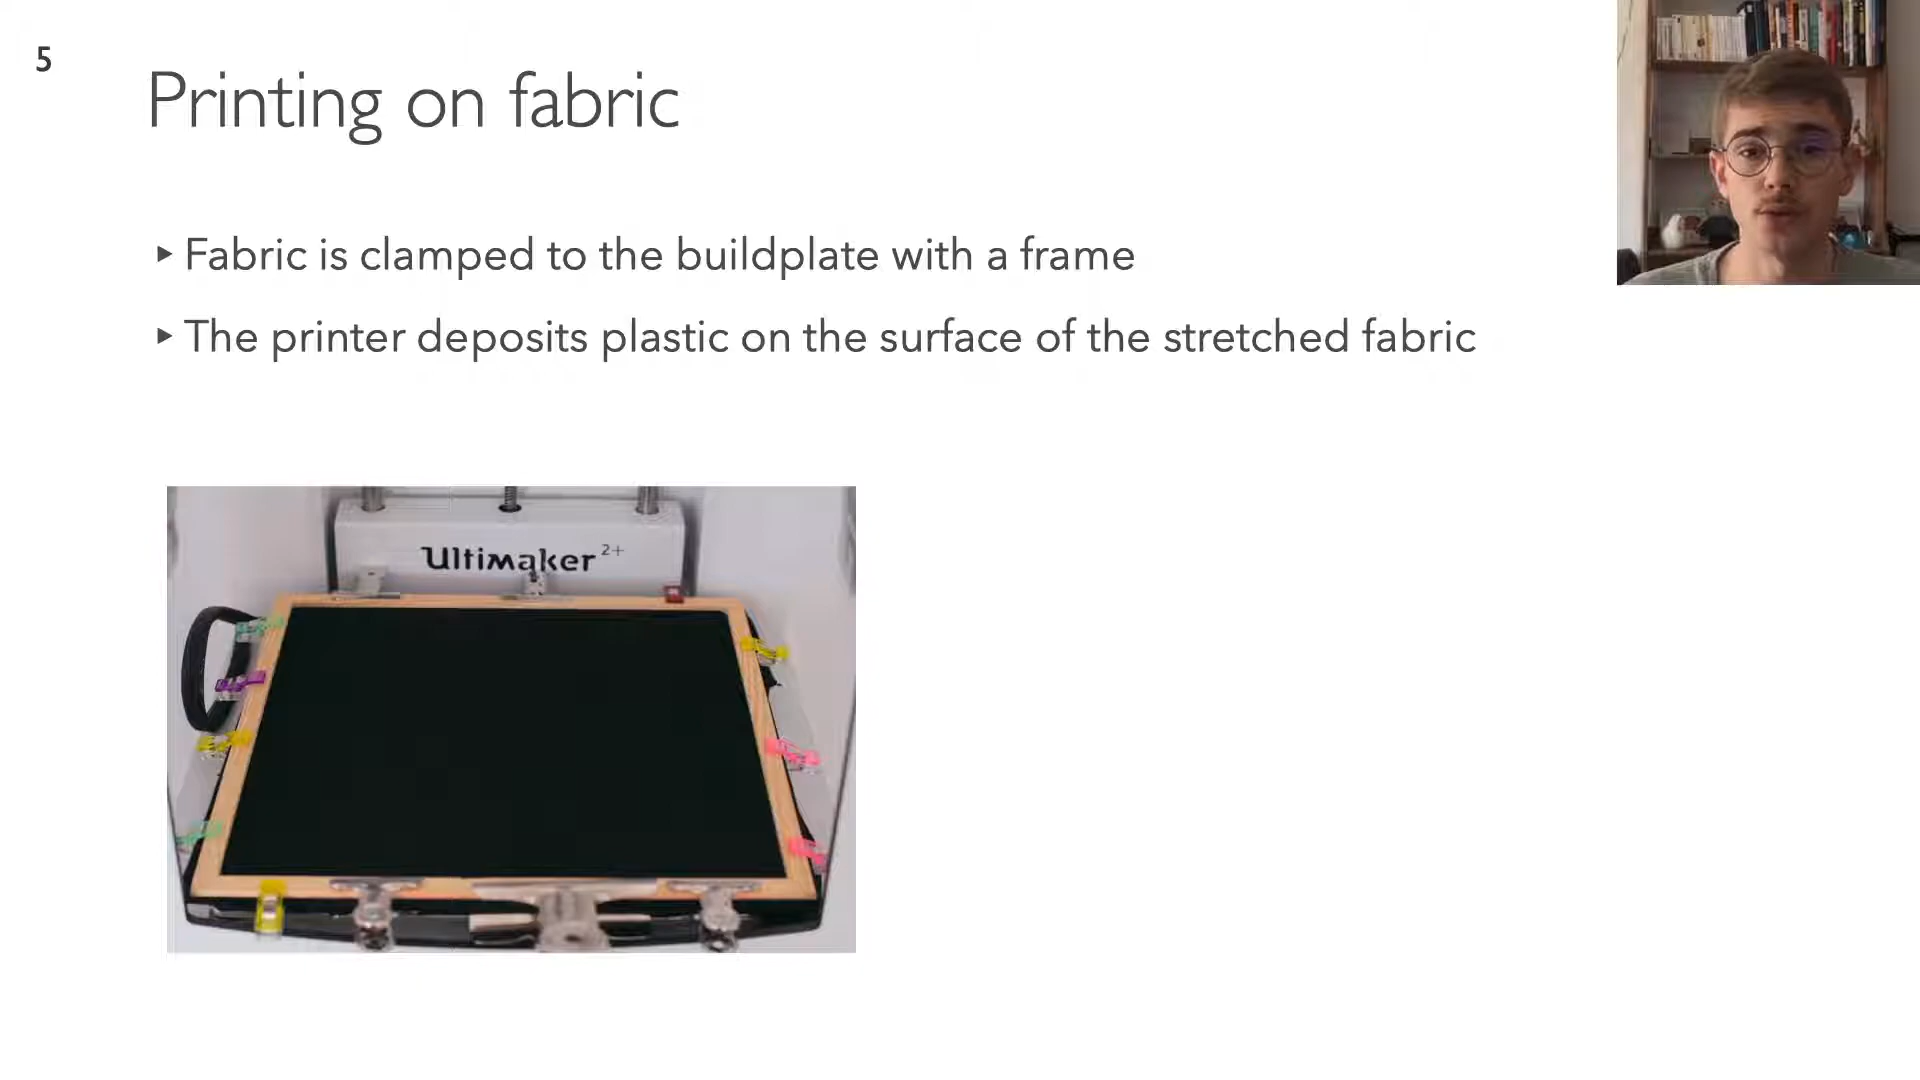 5
Printing on fabric
▸ Fabric is clamped to the buildplate with a frame
▸ The printer deposits plastic on the surface of the stretched fabric
Ultimaker 2+